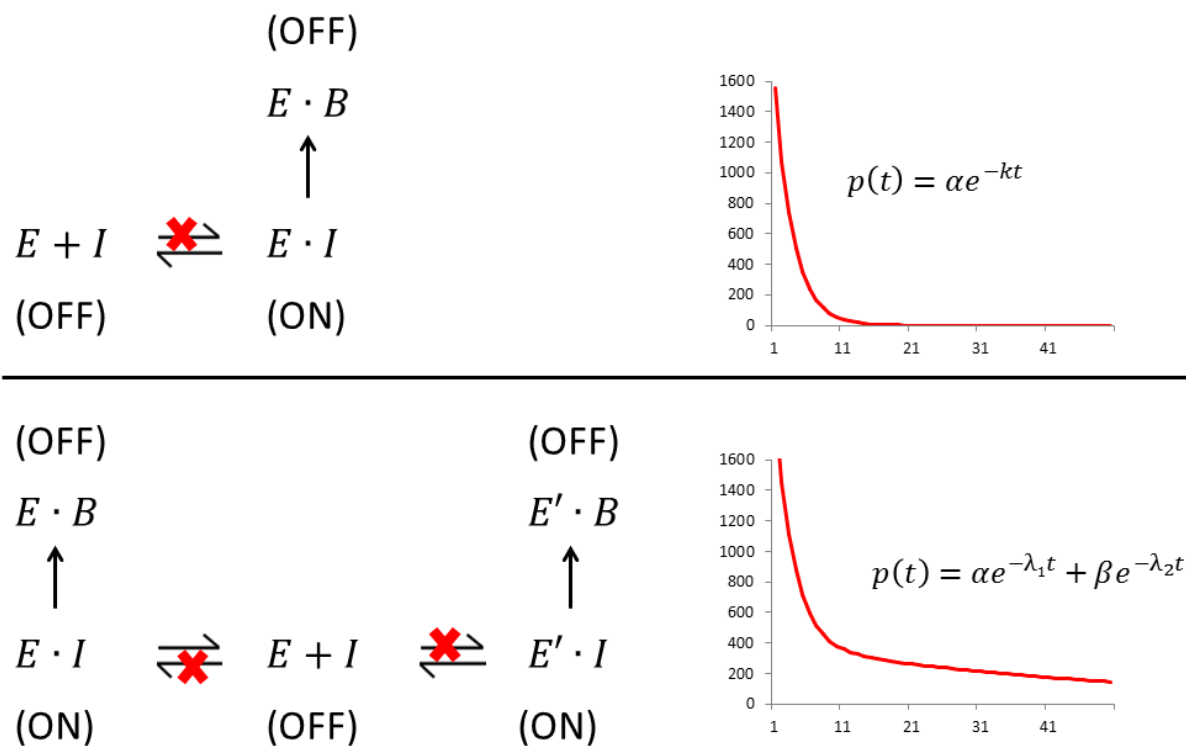 (OFF)
E · B
E + I
E · I
(OFF)
(ON)
1600
1400
1200
1000
800
600
400
200
0
1 11 21 31 41
p(t) = αe^{−kt}
(OFF)
(OFF)
E · B
E′ · B
E · I
E + I
E′ · I
(ON)
(OFF)
(ON)
1600
1400
1200
1000
800
600
400
200
0
1 11 21 31 41
p(t) = αe^{−λ₁t} + βe^{−λ₂t}